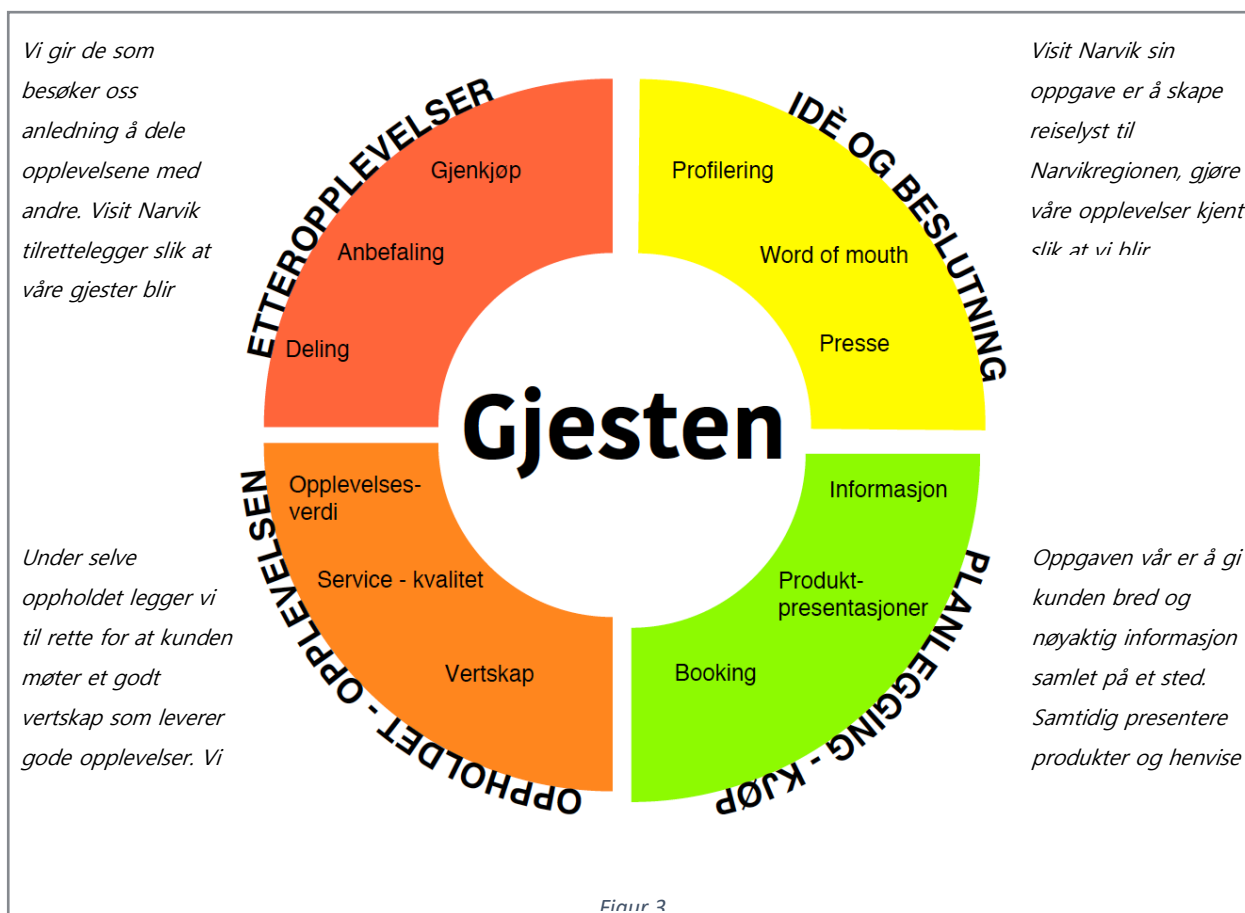 Vi gir de som
besøker oss
anledning å dele
opplevelsene med
andre. Visit Narvik
tilrettelegger slik at
våre gjester blir
Visit Narvik sin
oppgave er å skape
reiselyst til
Narvikregionen, gjøre
våre opplevelser kjent
slik at vi blir
ETTEROPPLEVELSER
Gjenkjøp
Anbefaling
Deling
IDÈ OG BESLUTNING
Profilering
Word of mouth
Presse
Gjesten
OPPHOLDET - OPPLEVELSEN
Opplevelses-
verdi
Service - kvalitet
Vertskap
PLANLEGGING - KJØP
Informasjon
Produkt-
presentasjoner
Booking
Under selve
oppholdet legger vi
til rette for at kunden
møter et godt
vertskap som leverer
gode opplevelser. Vi
Oppgaven vår er å gi
kunden bred og
nøyaktig informasjon
samlet på et sted.
Samtidig presentere
produkter og henvise
Figur 3